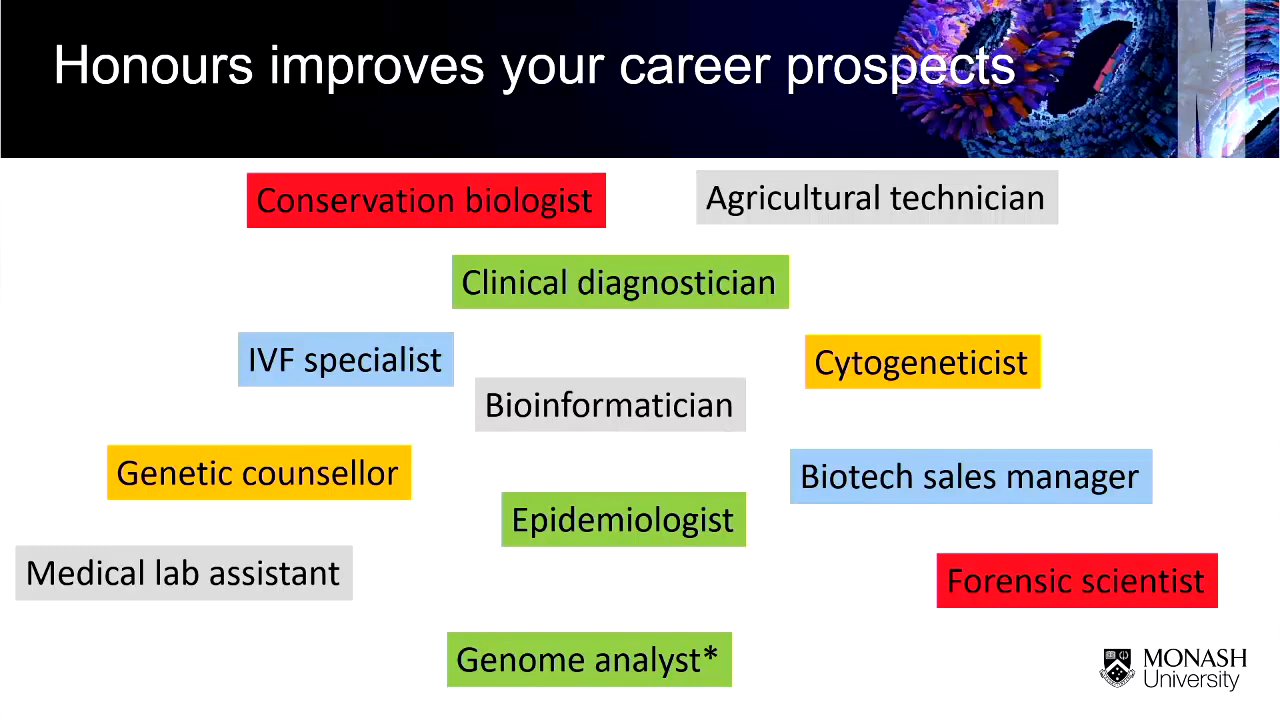 Honours improves your career prospects
Conservation biologist
Agricultural technician
Clinical diagnostician
IVF specialist
Cytogeneticist
Bioinformatician
Genetic counsellor
Biotech sales manager
Epidemiologist
Medical lab assistant
Forensic scientist
Genome analyst*
MONASH
University